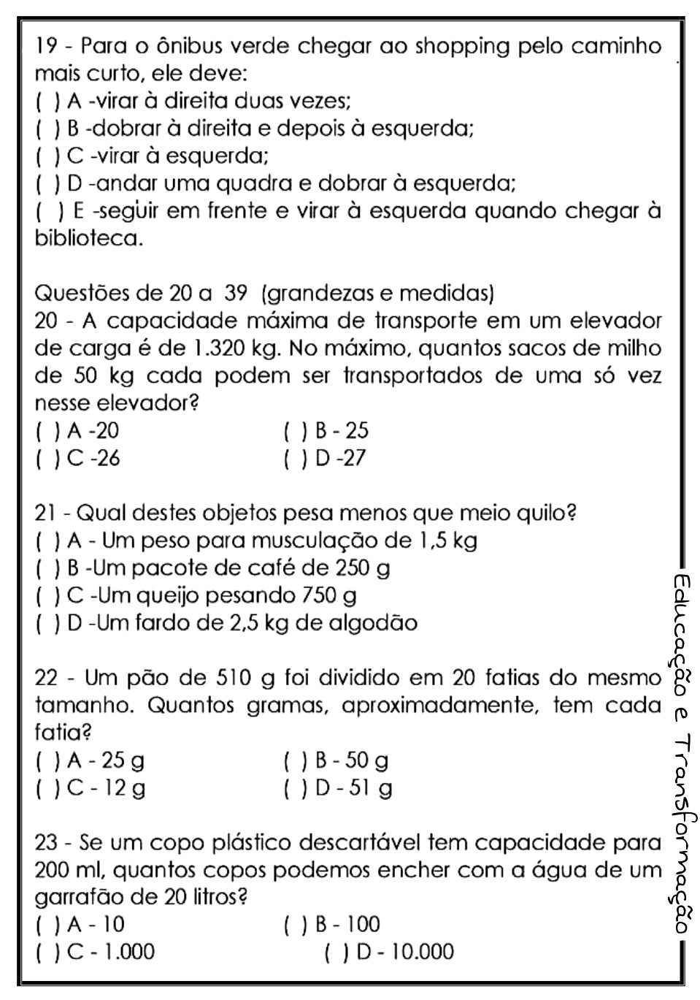 19 - Para o ônibus verde chegar ao shopping pelo caminho
mais curto, ele deve:
( ) A -virar à direita duas vezes;
( ) B -dobrar à direita e depois à esquerda;
( ) C -virar à esquerda;
( ) D -andar uma quadra e dobrar à esquerda;
( ) E -seguir em frente e virar à esquerda quando chegar à
biblioteca.
Questões de 20 a 39 (grandezas e medidas)
20 - A capacidade máxima de transporte em um elevador
de carga é de 1.320 kg. No máximo, quantos sacos de milho
de 50 kg cada podem ser transportados de uma só vez
nesse elevador?
( ) A -20 ( ) B - 25
( ) C -26 ( ) D -27
21 - Qual destes objetos pesa menos que meio quilo?
( ) A - Um peso para musculação de 1,5 kg
( ) B -Um pacote de café de 250 g
( ) C -Um queijo pesando 750 g
( ) D -Um fardo de 2,5 kg de algodão
22 - Um pão de 510 g foi dividido em 20 fatias do mesmo
tamanho. Quantos gramas, aproximadamente, tem cada
fatia?
( ) A - 25 g ( ) B - 50 g
( ) C - 12 g ( ) D - 51 g
23 - Se um copo plástico descartável tem capacidade para
200 ml, quantos copos podemos encher com a água de um
garrafão de 20 litros?
( ) A - 10 ( ) B - 100
( ) C - 1.000 ( ) D - 10.000
Educação e Transformação